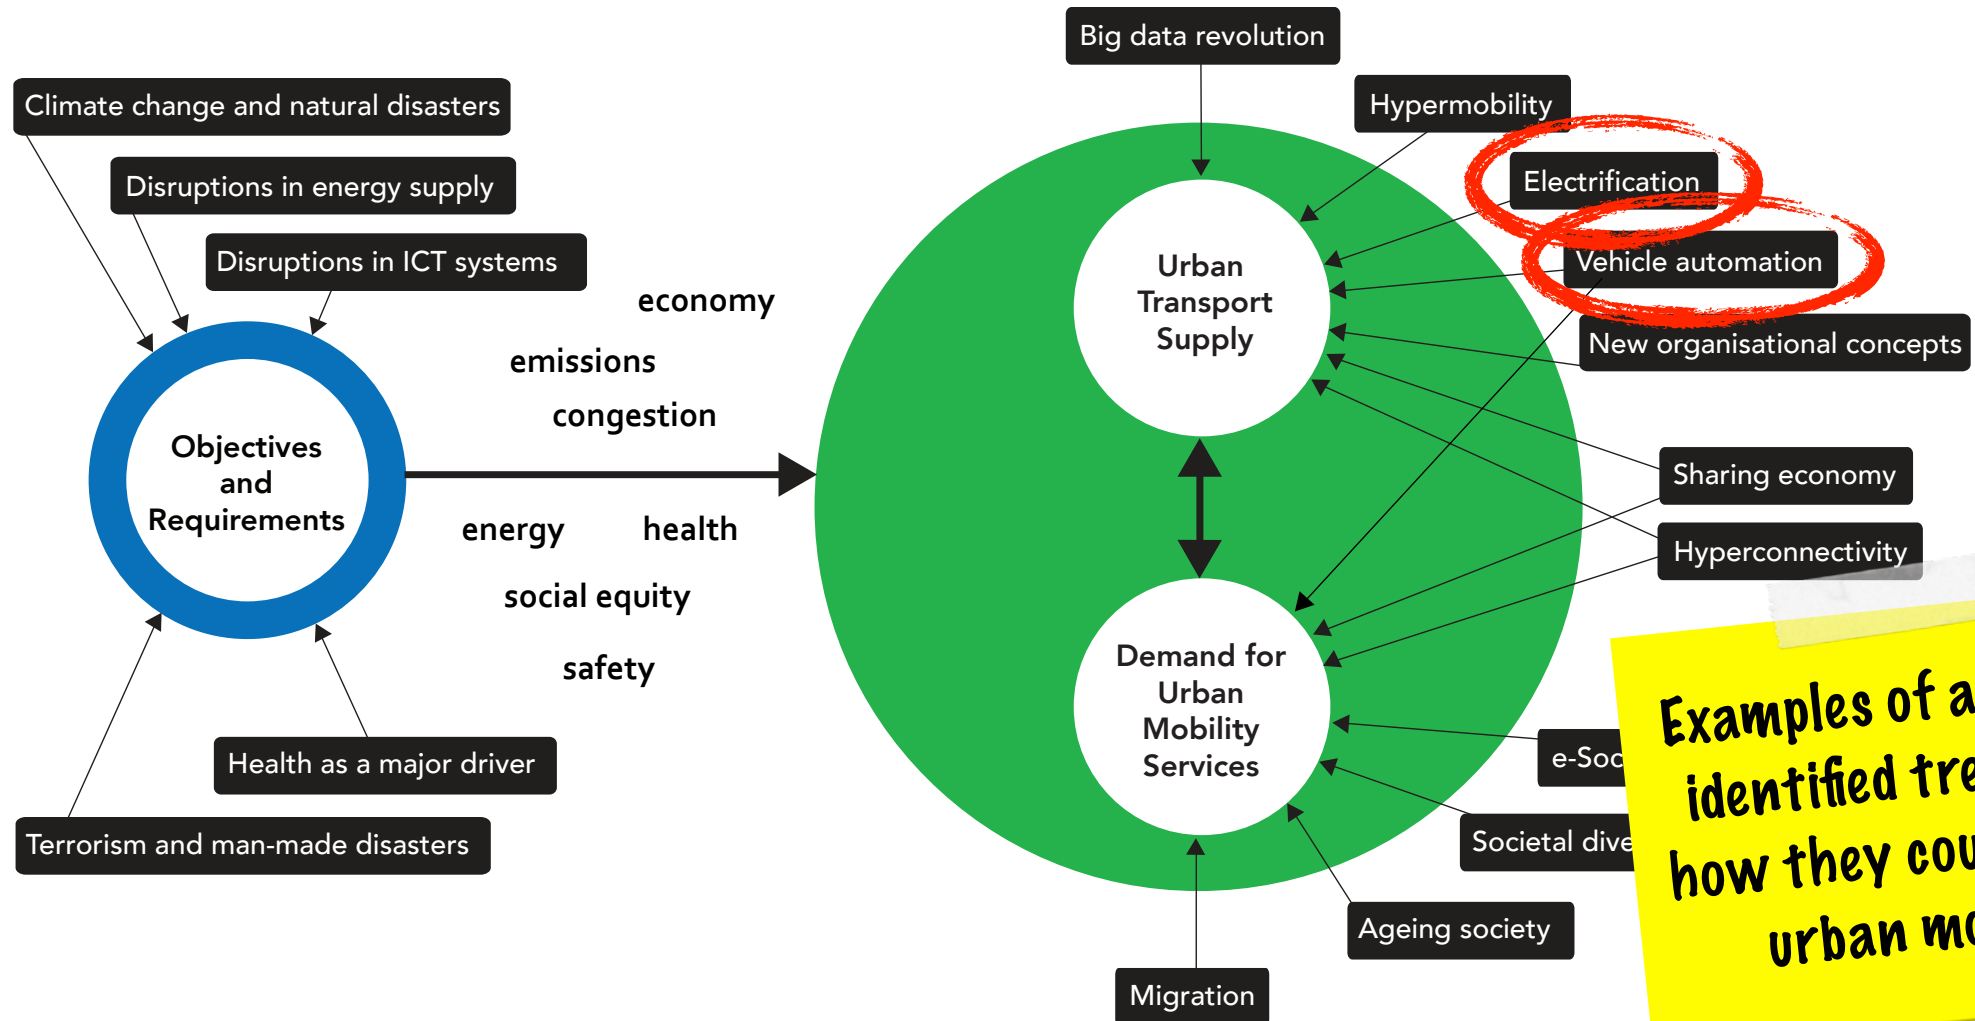 Big data revolution
Climate change and natural disasters
Hypermobility
Disruptions in energy supply
Electrification
Disruptions in ICT systems
Vehicle automation
New organisational concepts
economy
emissions
congestion
Urban
Transport
Supply
Objectives
and
Requirements
Sharing economy
Hyperconnectivity
energy
health
social equity
safety
Demand for
Urban
Mobility
Services
Health as a major driver
Terrorism and man-made disasters
Societal
Ageing society
Migration
Examples of
identified
how they
urban